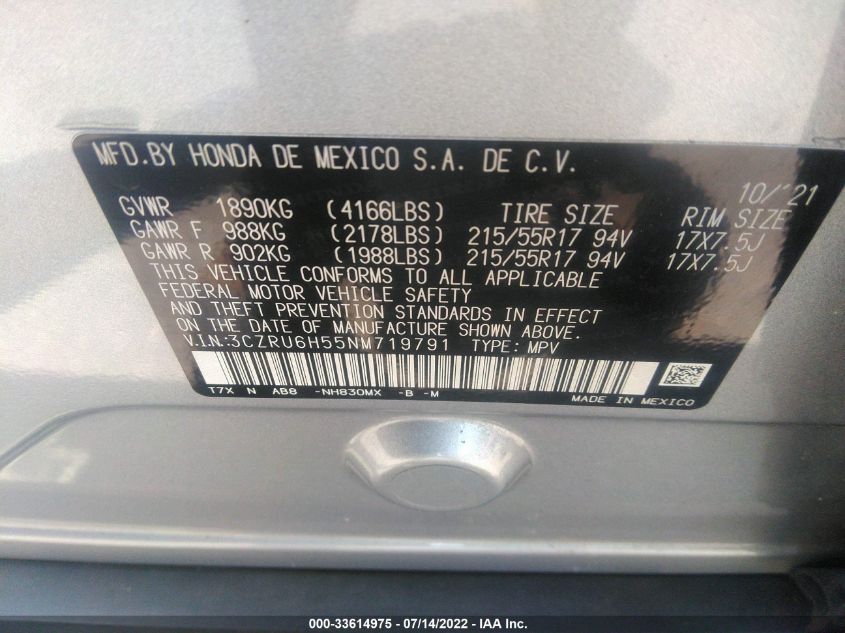 MFD.BY HONDA DE MEXICO S.A. DE C.V.
10/'21
GVWR 1890KG (4166LBS) TIRE SIZE RIM SIZE
GAWR F 988KG (2178LBS) 215/55R17 94V 17X7.5J
GAWR R 902KG (1988LBS) 215/55R17 94V 17X7.5J
THIS VEHICLE CONFORMS TO ALL APPLICABLE
FEDERAL MOTOR VEHICLE SAFETY
AND THEFT PREVENTION STANDARDS IN EFFECT
ON THE DATE OF MANUFACTURE SHOWN ABOVE.
V.IN:3CZRU6H55NM719791 TYPE: MPV
T7X N AB8 -NH830MX -B -M MADE IN MEXICO
000-33614975 - 07/14/2022 - IAA Inc.